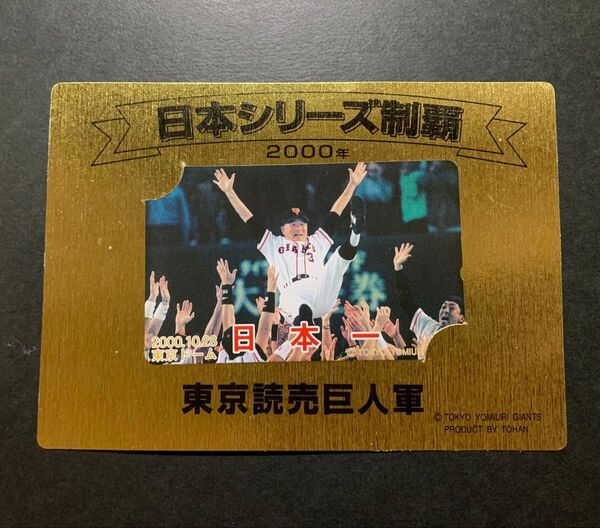 日本シリーズ制覇
2000年
GIANTS
3
2000.10.28
東京ドーム
日本一
©TOKYO YOMIURI
東京読売巨人軍
© TOKYO YOMIURI GIANTS
PRODUCT BY TOHAN